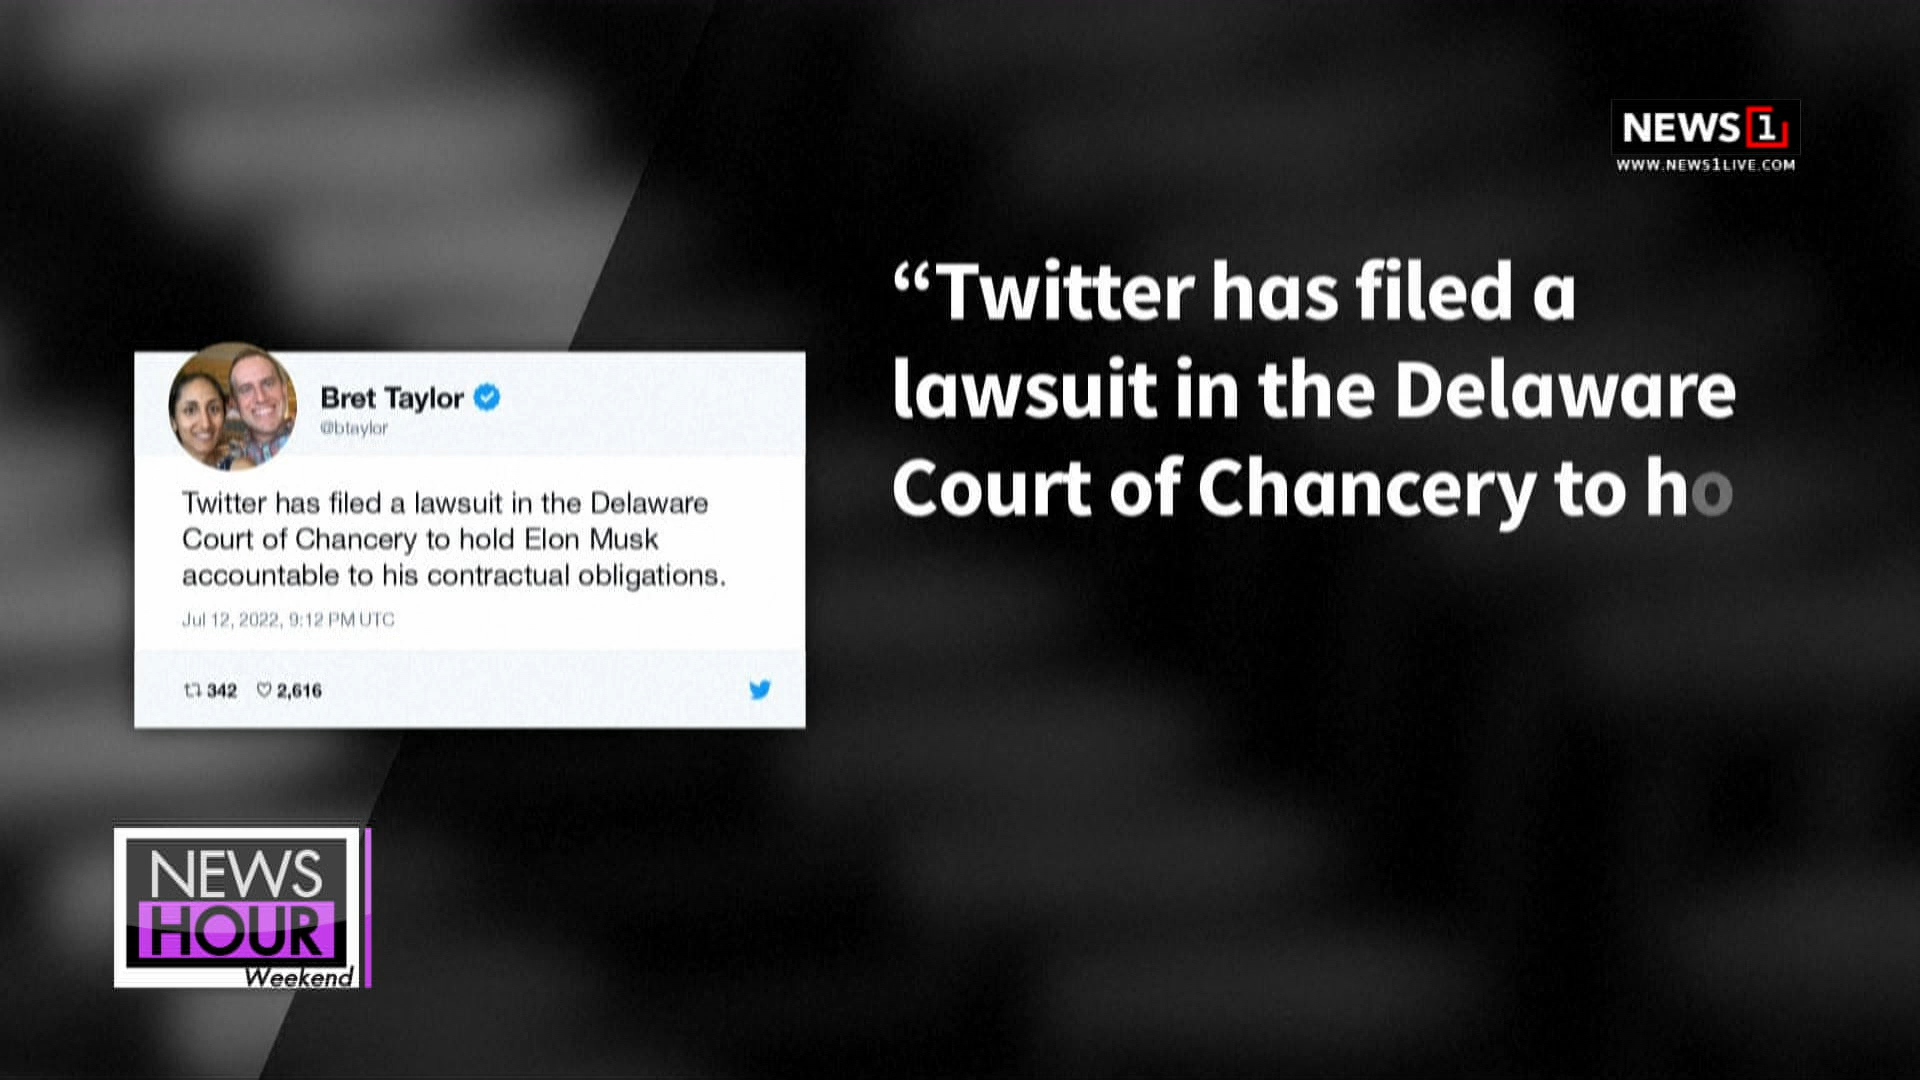 NEWS 1
WWW.NEWS1LIVE.COM
“Twitter has filed a
lawsuit in the Delaware
Court of Chancery to ho
Bret Taylor
@btaylor
Twitter has filed a lawsuit in the Delaware
Court of Chancery to hold Elon Musk
accountable to his contractual obligations.
Jul 12, 2022, 9:12 PM UTC
342 2,616
NEWS
HOUR
Weekend